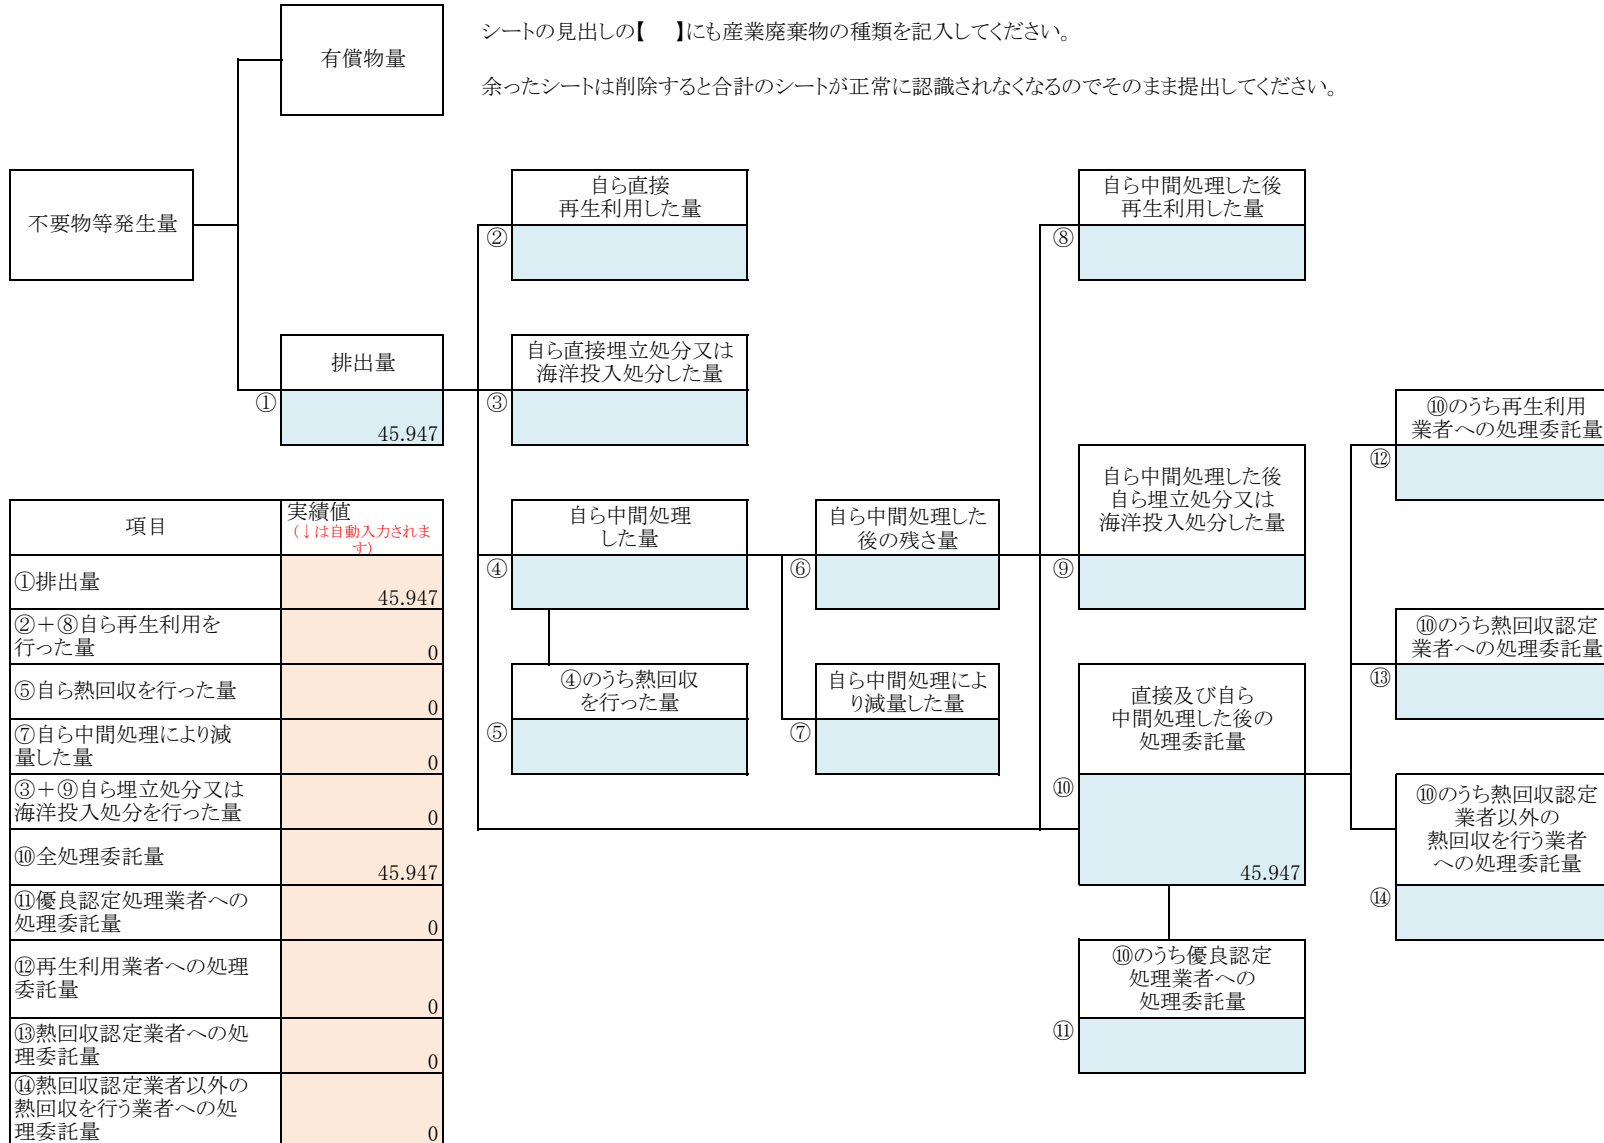 有償物量
シートの見出しの【　】にも産業廃棄物の種類を記入してください。
余ったシートは削除すると合計のシートが正常に認識されなくなるのでそのまま提出してください。
不要物等発生量
自ら直接
再生利用した量
②
自ら中間処理した後
再生利用した量
⑧
排出量
①
45.947
自ら直接埋立処分又は
海洋投入処分した量
③
⑩のうち再生利用
業者への処理委託量
⑫
自ら中間処理した後
自ら埋立処分又は
海洋投入処分した量
⑨
自ら中間処理
した量
④
自ら中間処理した
後の残さ量
⑥
⑩のうち熱回収認定
業者への処理委託量
⑬
④のうち熱回収
を行った量
⑤
自ら中間処理によ
り減量した量
⑦
直接及び自ら
中間処理した後の
処理委託量
⑩
45.947
⑩のうち熱回収認定
業者以外の
熱回収を行う業者
への処理委託量
⑭
⑩のうち優良認定
処理業者への
処理委託量
⑪
項目
実績値
(↓は自動入力されま
す)
①排出量
45.947
②＋⑧自ら再生利用を
行った量
0
⑤自ら熱回収を行った量
0
⑦自ら中間処理により減
量した量
0
③＋⑨自ら埋立処分又は
海洋投入処分を行った量
0
⑩全処理委託量
45.947
⑪優良認定処理業者への
処理委託量
0
⑫再生利用業者への処理
委託量
0
⑬熱回収認定業者への処
理委託量
0
⑭熱回収認定業者以外の
熱回収を行う業者への処
理委託量
0